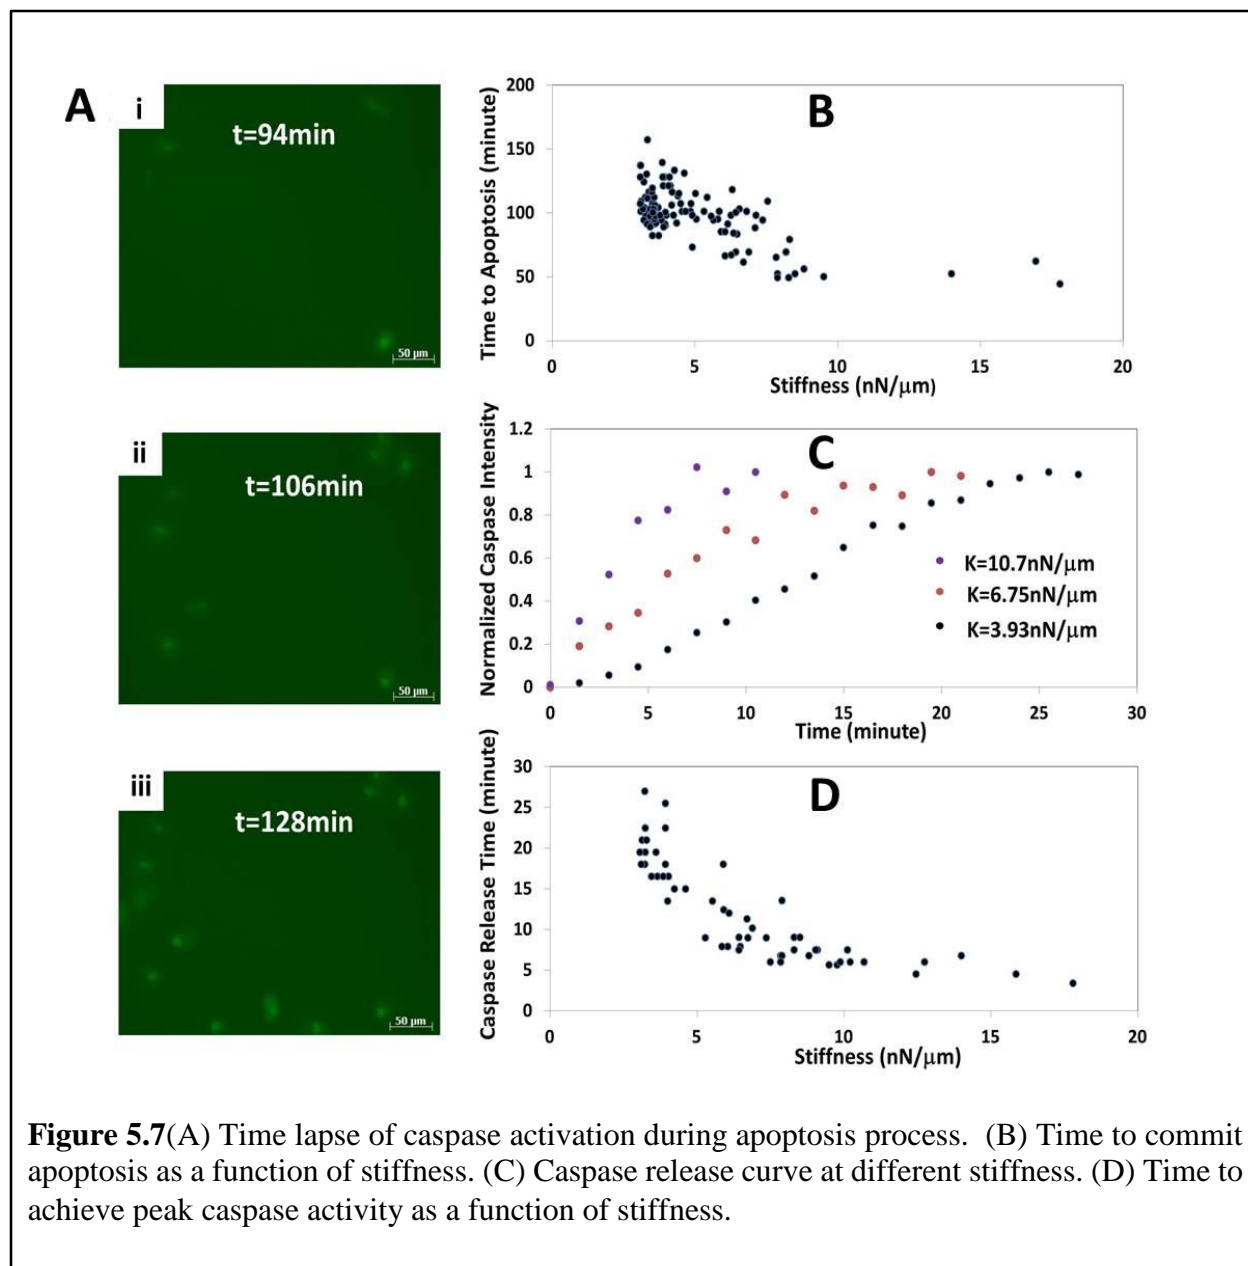 A
i
t=94min
50 µm
ii
t=106min
50 µm
iii
t=128min
50 µm
B
Time to Apoptosis (minute)
200
150
100
50
0
0 5 10 15 20
Stiffness (nN/µm)
C
Normalized Caspase Intensity
1.2
1
0.8
0.6
0.4
0.2
0
K=10.7nN/µm
K=6.75nN/µm
K=3.93nN/µm
0 5 10 15 20 25 30
Time (minute)
D
Caspase Release Time (minute)
30
25
20
15
10
5
0
0 5 10 15 20
Stiffness (nN/µm)
Figure 5.7(A) Time lapse of caspase activation during apoptosis process. (B) Time to commit
apoptosis as a function of stiffness. (C) Caspase release curve at different stiffness. (D) Time to
achieve peak caspase activity as a function of stiffness.